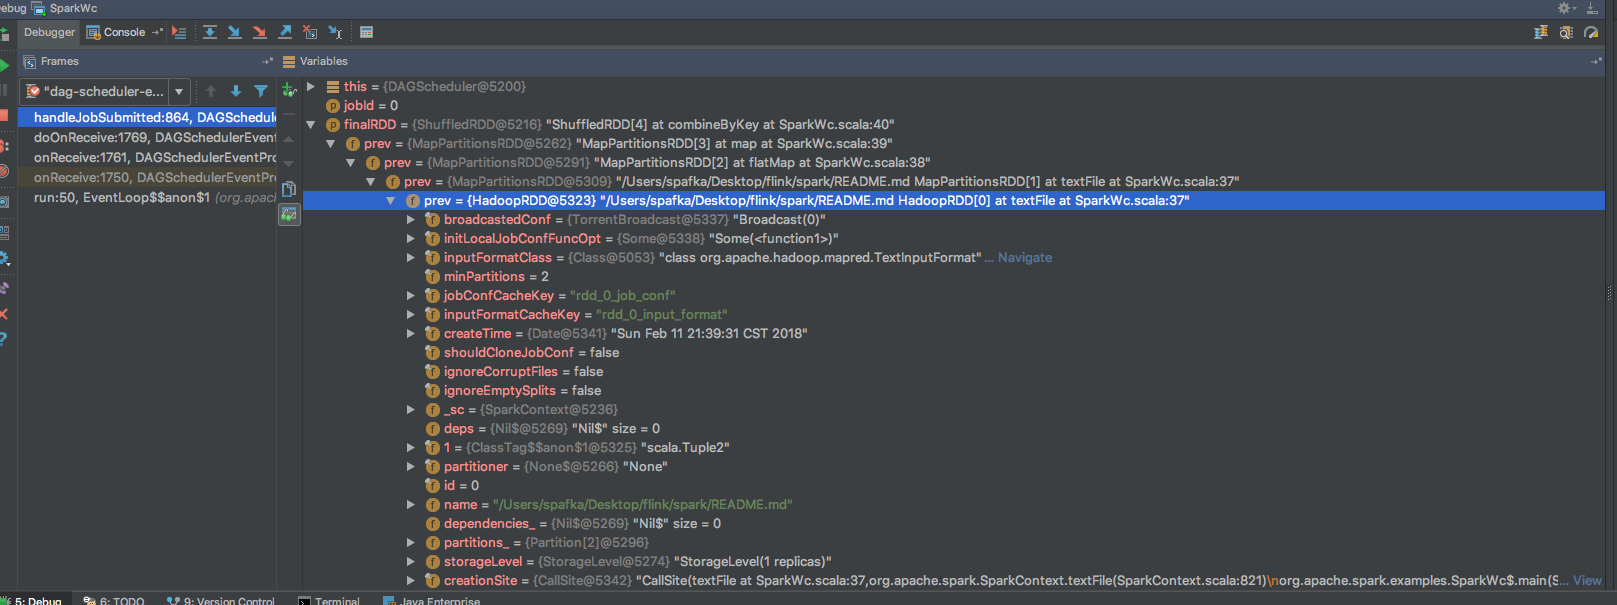 ebug SparkWc
Debugger Console
Frames Variables
"dag-scheduler-e...
handleJobSubmitted:864, DAGSchedule
doOnReceive:1769, DAGSchedulerEvent
onReceive:1761, DAGSchedulerEventPro
onReceive:1750, DAGSchedulerEventPro
run:50, EventLoop$$anon$1 (org.apac
this = {DAGScheduler@5200}
jobId = 0
finalRDD = {ShuffledRDD@5216} "ShuffledRDD[4] at combineByKey at SparkWc.scala:40"
prev = {MapPartitionsRDD@5262} "MapPartitionsRDD[3] at map at SparkWc.scala:39"
prev = {MapPartitionsRDD@5291} "MapPartitionsRDD[2] at flatMap at SparkWc.scala:38"
prev = {MapPartitionsRDD@5309} "/Users/spafka/Desktop/flink/spark/README.md MapPartitionsRDD[1] at textFile at SparkWc.scala:37"
prev = {HadoopRDD@5323} "/Users/spafka/Desktop/flink/spark/README.md HadoopRDD[0] at textFile at SparkWc.scala:37"
broadcastedConf = {TorrentBroadcast@5337} "Broadcast(0)"
initLocalJobConfFuncOpt = {Some@5338} "Some(<function1>)"
inputFormatClass = {Class@5053} "class org.apache.hadoop.mapred.TextInputFormat" ... Navigate
minPartitions = 2
jobConfCacheKey = "rdd_0_job_conf"
inputFormatCacheKey = "rdd_0_input_format"
createTime = {Date@5341} "Sun Feb 11 21:39:31 CST 2018"
shouldCloneJobConf = false
ignoreCorruptFiles = false
ignoreEmptySplits = false
_sc = {SparkContext@5236}
deps = {Nil$@5269} "Nil$" size = 0
1 = {ClassTag$$anon$1@5325} "scala.Tuple2"
partitioner = {None$@5266} "None"
id = 0
name = "/Users/spafka/Desktop/flink/spark/README.md"
dependencies_ = {Nil$@5269} "Nil$" size = 0
partitions_ = {Partition[2]@5296}
storageLevel = {StorageLevel@5274} "StorageLevel(1 replicas)"
creationSite = {CallSite@5342} "CallSite(textFile at SparkWc.scala:37,org.apache.spark.SparkContext.textFile(SparkContext.scala:821)\norg.apache.spark.examples.SparkWc$.main(S... View
5: Debug 6: TODO 9: Version Control Terminal Java Enterprise